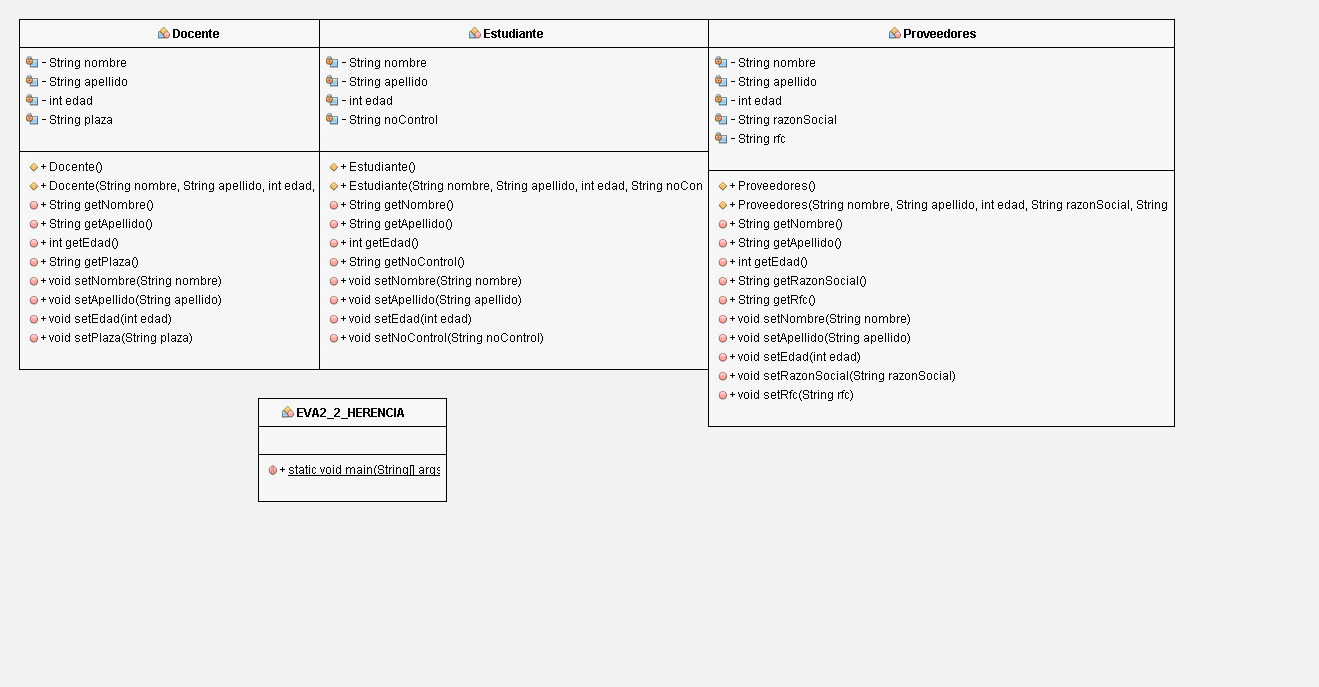 Docente
- String nombre
- String apellido
- int edad
- String plaza
+ Docente()
+ Docente(String nombre, String apellido, int edad,
+ String getNombre()
+ String getApellido()
+ int getEdad()
+ String getPlaza()
+ void setNombre(String nombre)
+ void setApellido(String apellido)
+ void setEdad(int edad)
+ void setPlaza(String plaza)
Estudiante
- String nombre
- String apellido
- int edad
- String noControl
+ Estudiante()
+ Estudiante(String nombre, String apellido, int edad, String noCon
+ String getNombre()
+ String getApellido()
+ int getEdad()
+ String getNoControl()
+ void setNombre(String nombre)
+ void setApellido(String apellido)
+ void setEdad(int edad)
+ void setNoControl(String noControl)
Proveedores
- String nombre
- String apellido
- int edad
- String razonSocial
- String rfc
+ Proveedores()
+ Proveedores(String nombre, String apellido, int edad, String razonSocial, String
+ String getNombre()
+ String getApellido()
+ int getEdad()
+ String getRazonSocial()
+ String getRfc()
+ void setNombre(String nombre)
+ void setApellido(String apellido)
+ void setEdad(int edad)
+ void setRazonSocial(String razonSocial)
+ void setRfc(String rfc)
EVA2_2_HERENCIA
+ static void main(String[] args